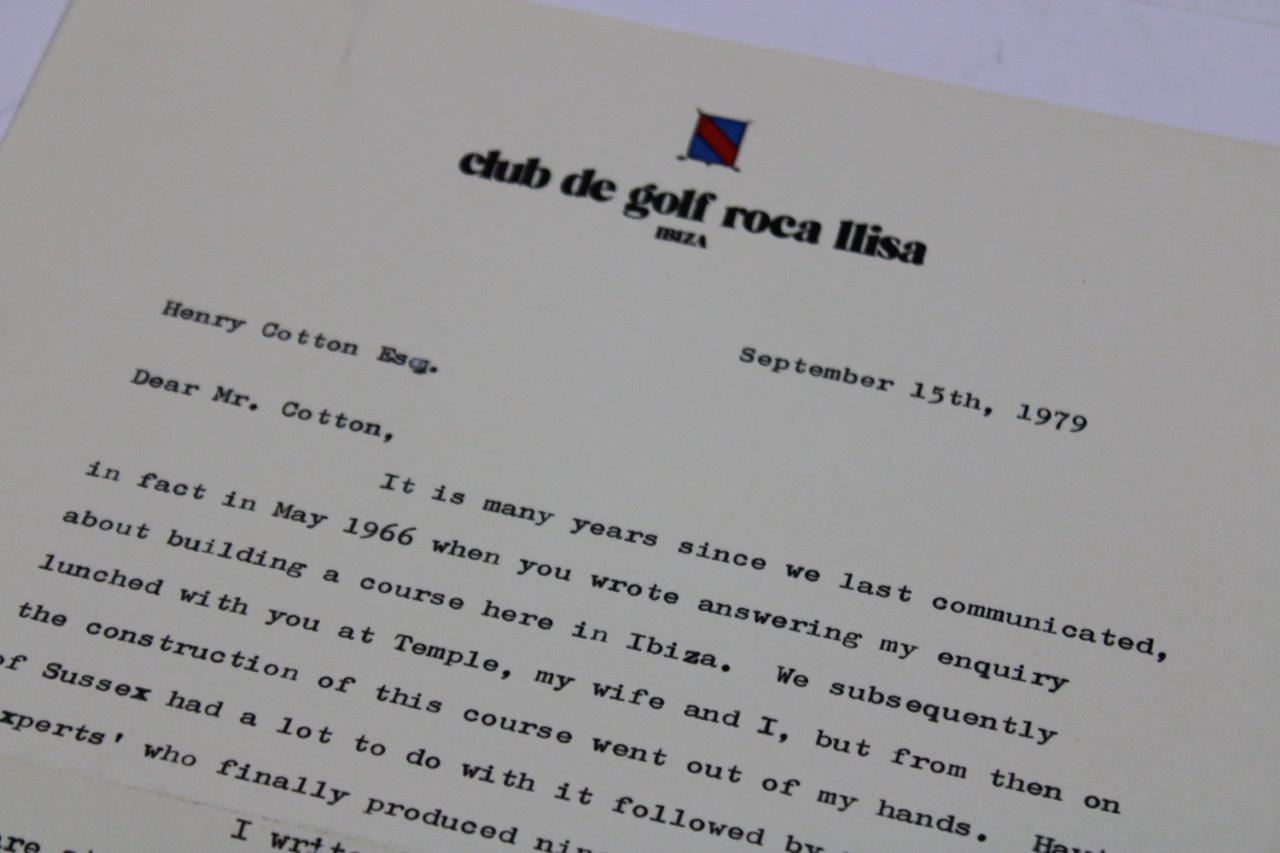 club de golf roca llisa
IBIZA
Henry Cotton Esq.
September 15th, 1979
Dear Mr. Cotton,
It is many years since we last communicated,
in fact in May 1966 when you wrote answering my enquiry
about building a course here in Ibiza. We subsequently
lunched with you at Temple, my wife and I, but from then on
the construction of this course went out of my hands.
of Sussex had a lot to do with it followed by
xperts' who finally produced
I write